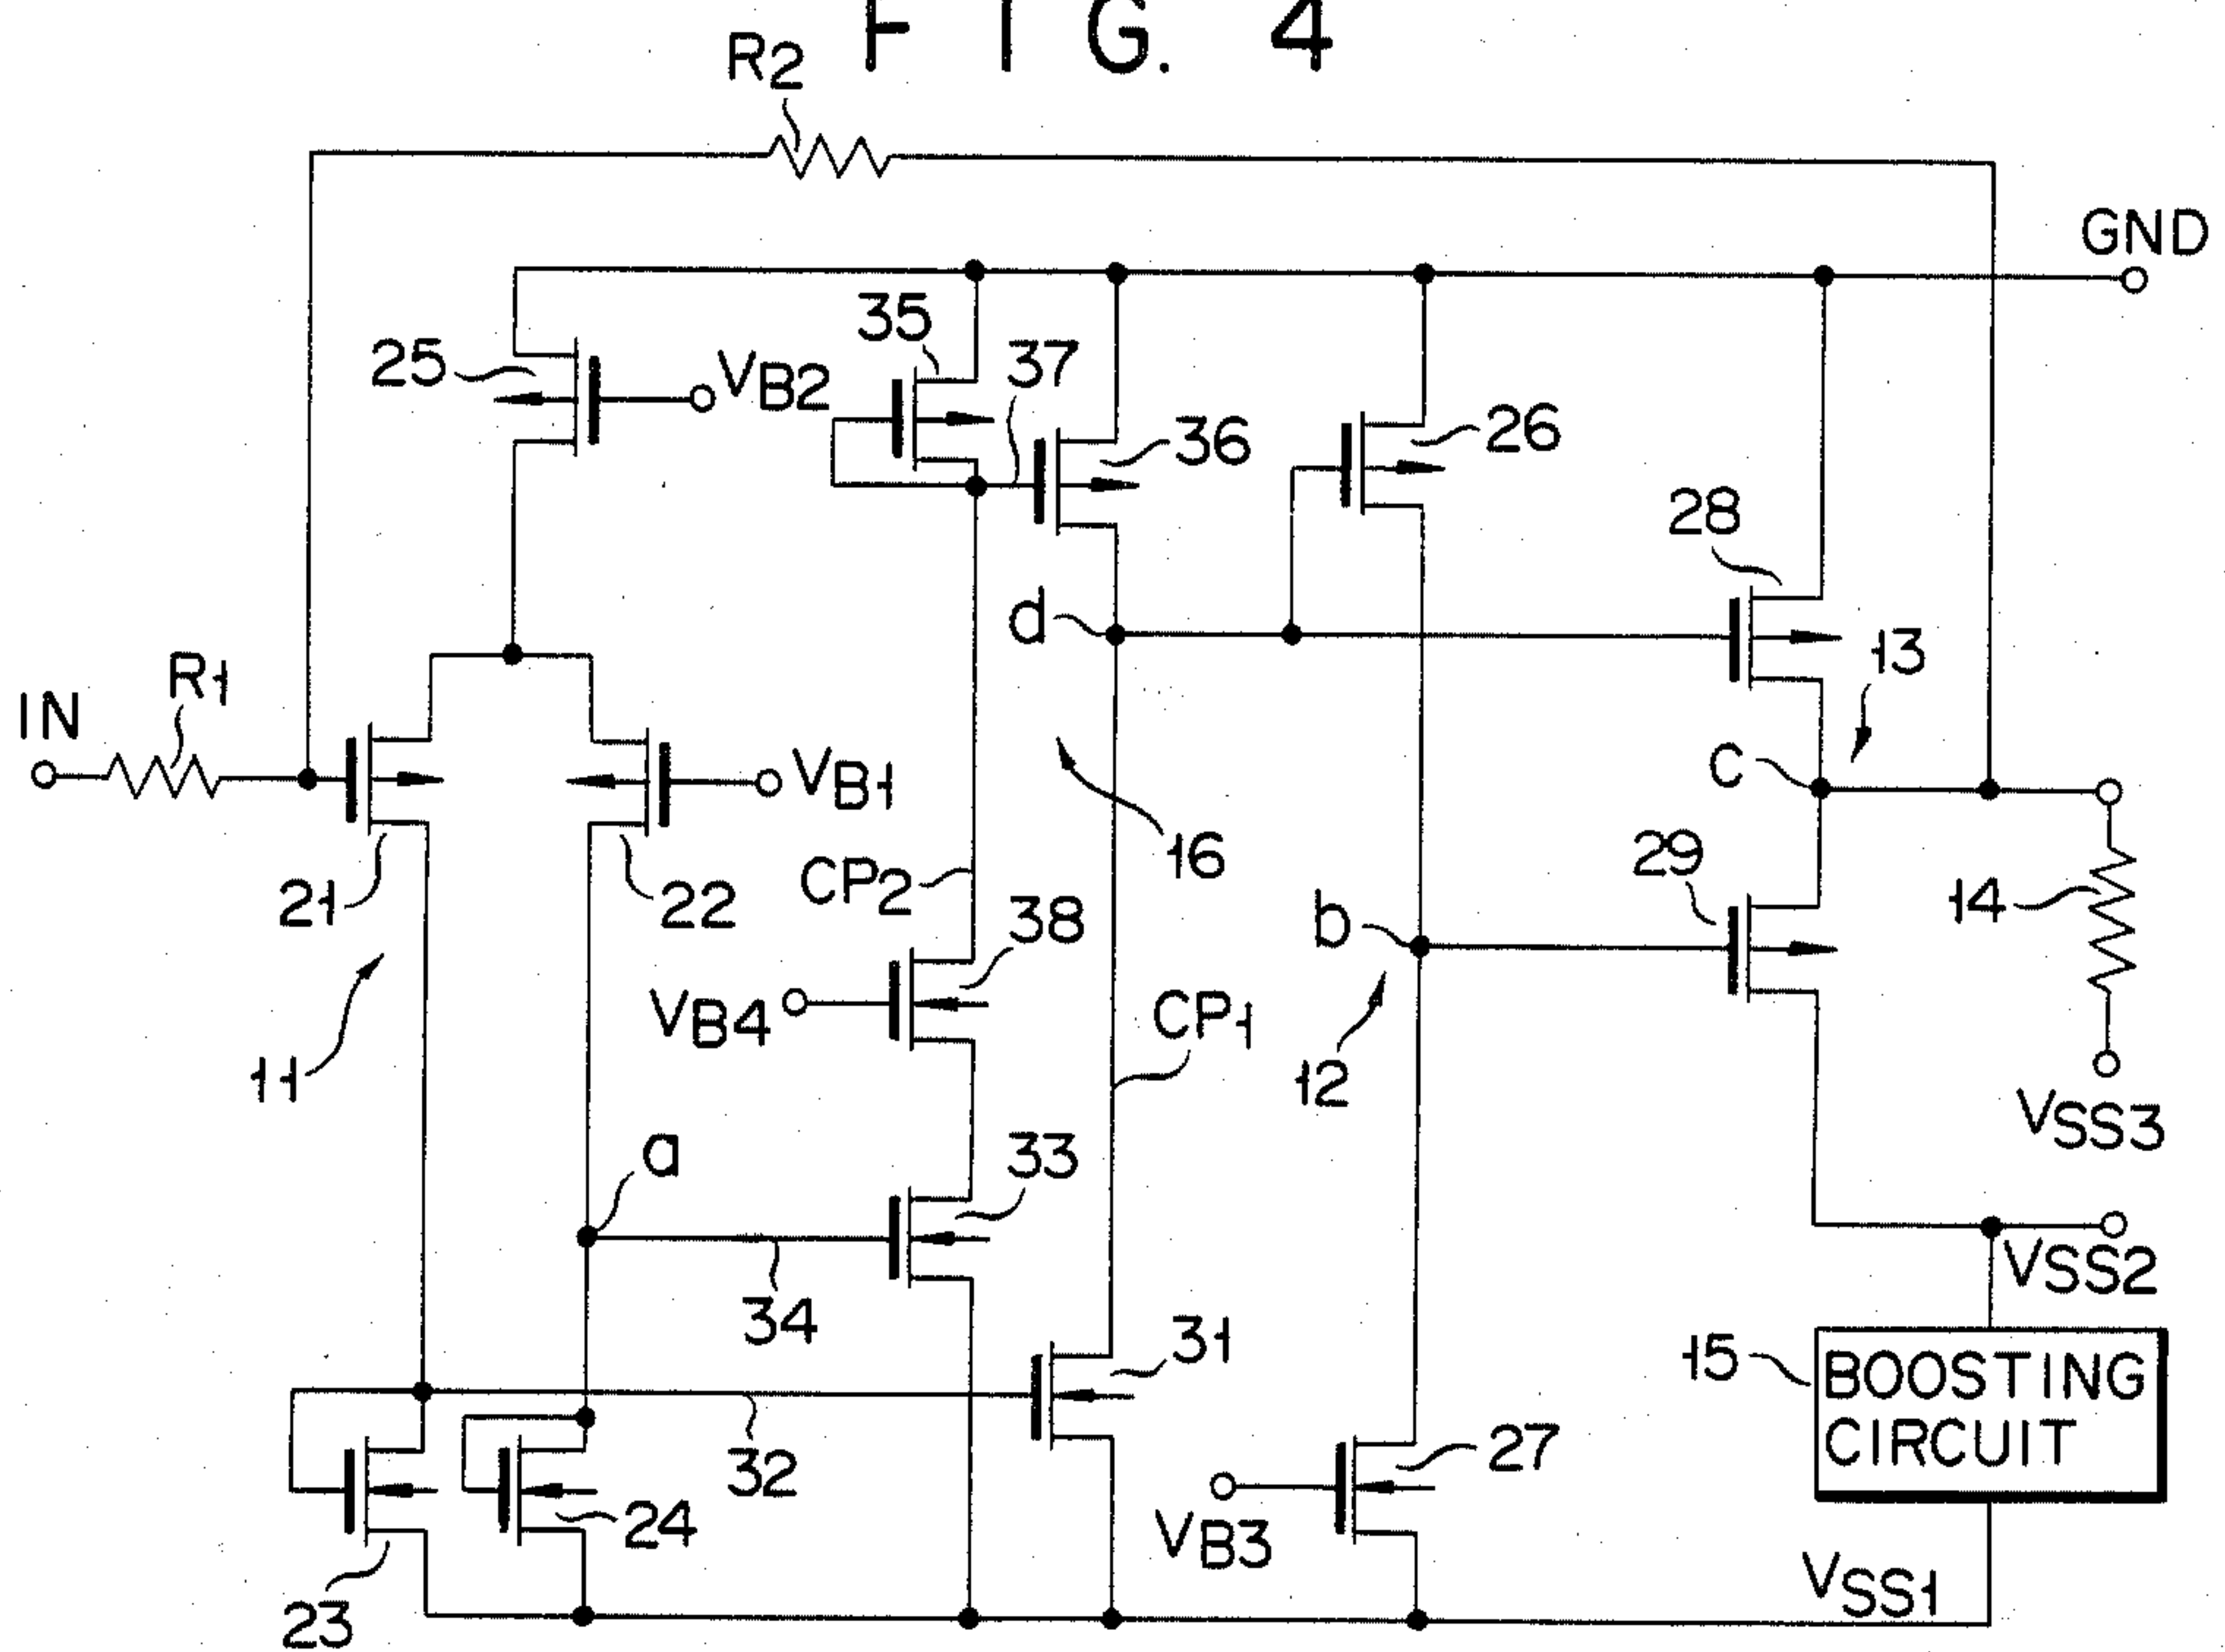 FIG. 4
R2
GND
25
VB2
35
37
36
26
28
d
13
IN
R1
VB1
C
21
22
CP2
16
29
14
38
b
VB4
CP1
11
12
VSS3
a
33
34
31
VSS2
15
BOOSTING
CIRCUIT
32
27
24
VB3
VSS1
23